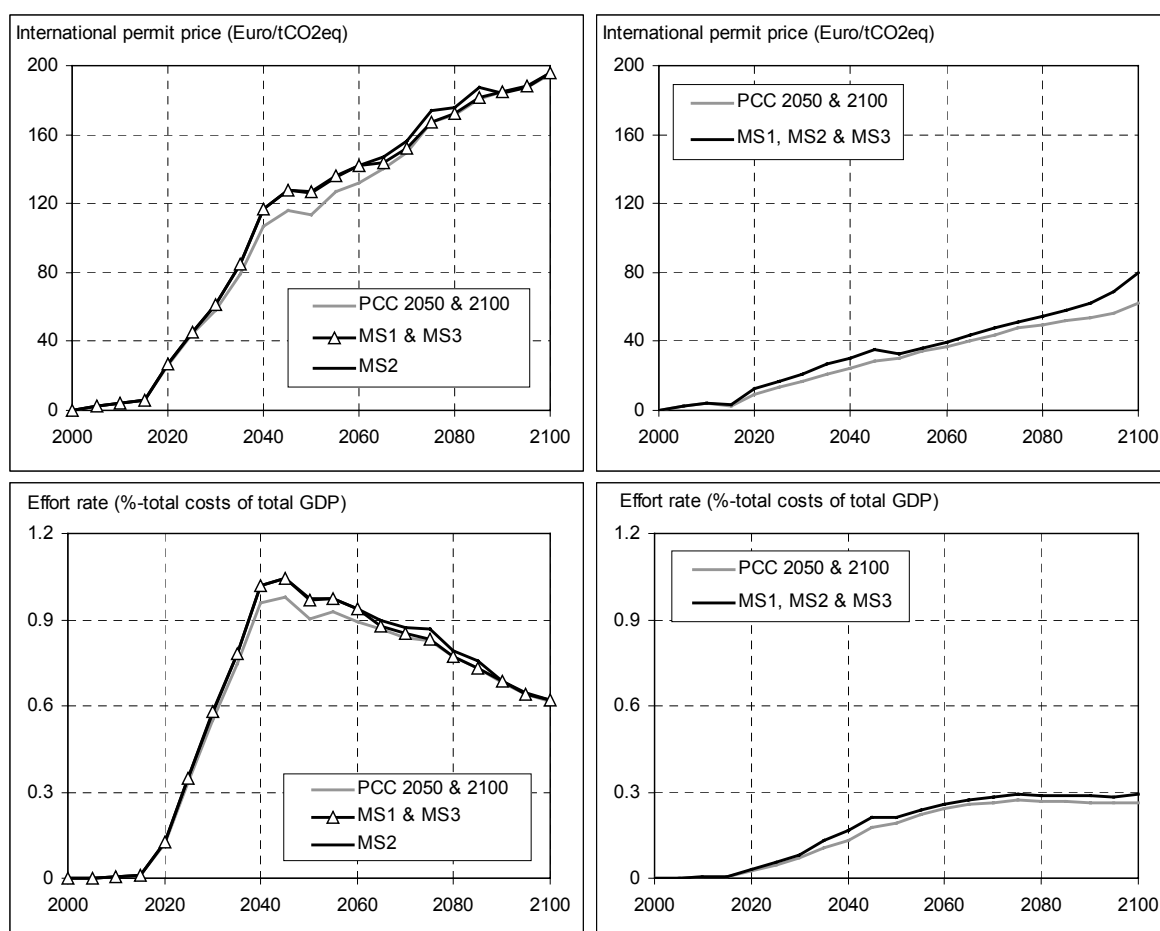 International permit price (Euro/tCO2eq)
200
160
120
80
40
0
PCC 2050 & 2100
MS1 & MS3
MS2
2000 2020 2040 2060 2080 2100
International permit price (Euro/tCO2eq)
200
160
120
80
40
0
PCC 2050 & 2100
MS1, MS2 & MS3
2000 2020 2040 2060 2080 2100
Effort rate (%-total costs of total GDP)
1.2
0.9
0.6
0.3
0
PCC 2050 & 2100
MS1 & MS3
MS2
2000 2020 2040 2060 2080 2100
Effort rate (%-total costs of total GDP)
1.2
0.9
0.6
0.3
0
PCC 2050 & 2100
MS1, MS2 & MS3
2000 2020 2040 2060 2080 2100